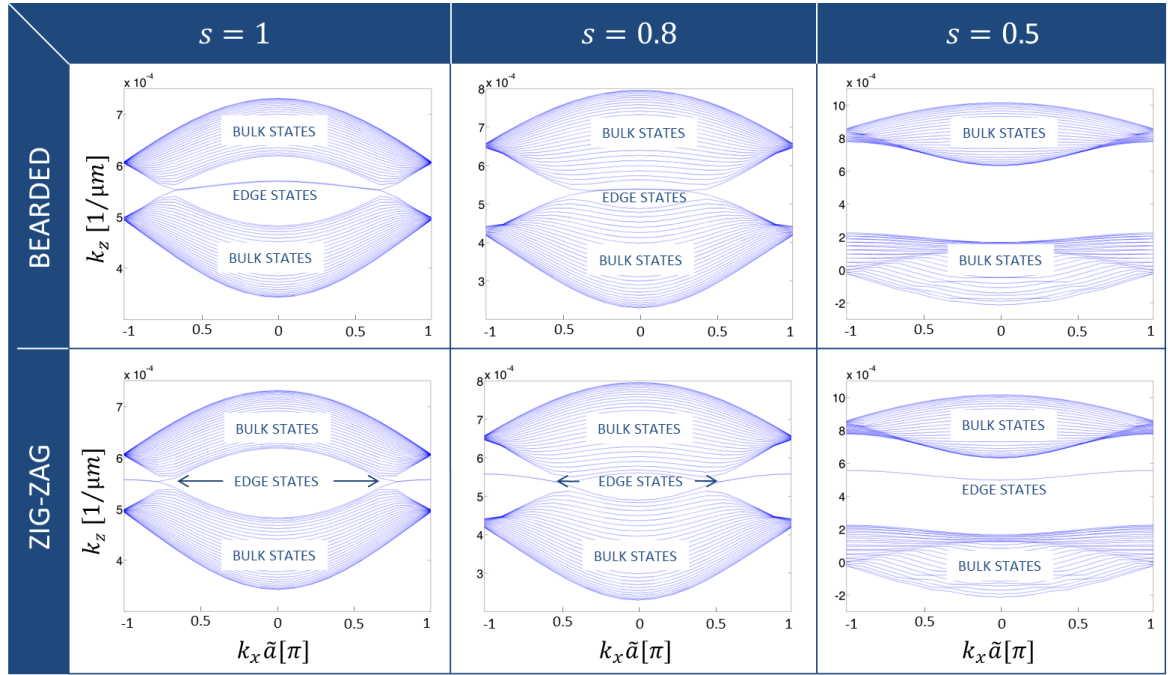 s = 1
s = 0.8
s = 0.5
BEARDED
k_z [1/μm]
x 10⁻⁴
7
6
5
4
BULK STATES
EDGE STATES
BULK STATES
-1
0.5
0
0.5
1
x 10⁻⁴
8
7
6
5
4
3
BULK STATES
EDGE STATES
BULK STATES
-1
0.5
0
0.5
1
x 10⁻⁴
10
8
6
4
2
0
-2
BULK STATES
BULK STATES
-1
0.5
0
0.5
1
ZIG-ZAG
k_z [1/μm]
x 10⁻⁴
7
6
5
4
BULK STATES
EDGE STATES
BULK STATES
-1
0.5
0
0.5
1
k_x ã[π]
x 10⁻⁴
8
7
6
5
4
3
BULK STATES
EDGE STATES
BULK STATES
-1
0.5
0
0.5
1
k_x ã[π]
x 10⁻⁴
10
8
6
4
2
0
-2
BULK STATES
EDGE STATES
BULK STATES
-1
0.5
0
0.5
1
k_x ã[π]